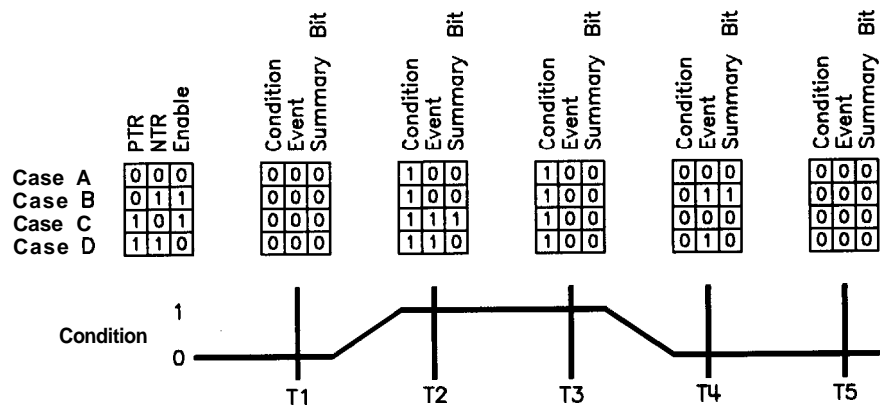 PTR NTR Enable
Condition Event Summary Bit
Condition Event Summary Bit
Condition Event Summary Bit
Condition Event Summary Bit
Condition Event Summary Bit
Case A 0 0 0 0 0 0 1 0 0 1 0 0 0 0 0 0 0 0
Case B 0 1 1 0 0 0 1 0 0 1 0 0 0 1 1 0 0 0
Case C 1 0 1 0 0 0 1 1 1 1 0 0 0 0 0 0 0 0
Case D 1 1 0 0 0 0 1 1 0 1 0 0 0 1 0 0 0 0
1
Condition
0
T1 T2 T3 T4 T5